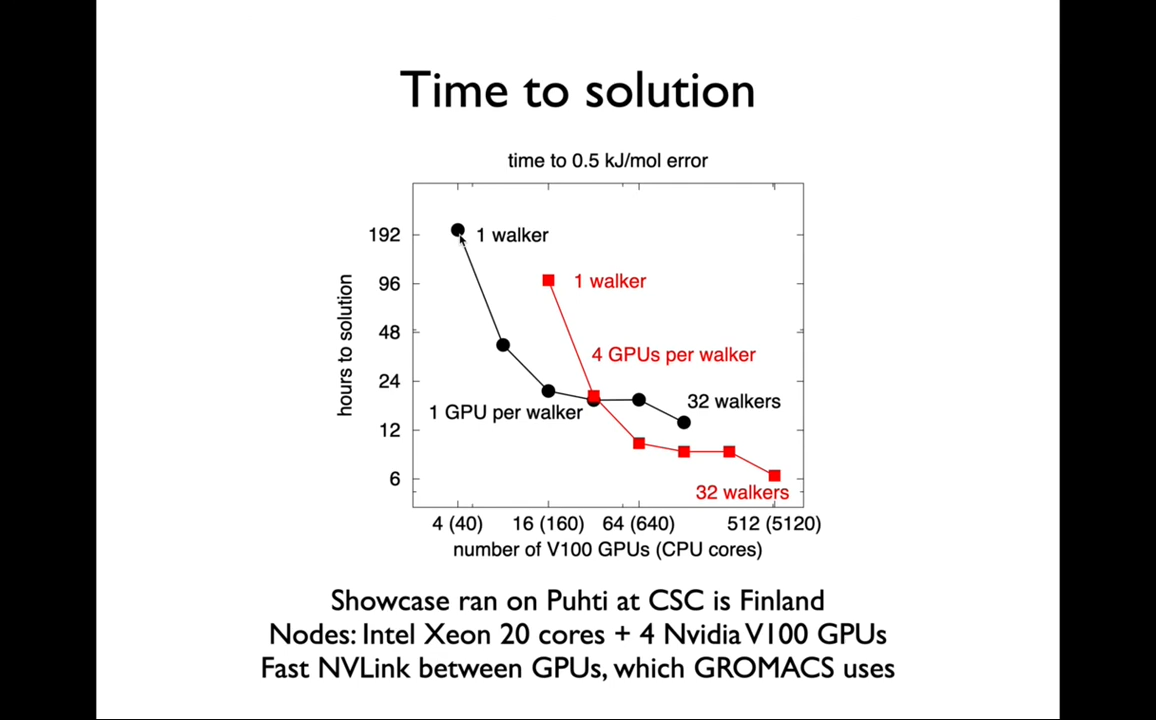 Time to solution
time to 0.5 kJ/mol error
hours to solution
192
96
48
24
12
6
1 walker
1 walker
4 GPUs per walker
1 GPU per walker
32 walkers
32 walkers
4 (40)
16 (160)
64 (640)
512 (5120)
number of V100 GPUs (CPU cores)
Showcase ran on Puhti at CSC is Finland
Nodes: Intel Xeon 20 cores + 4 Nvidia V100 GPUs
Fast NVLink between GPUs, which GROMACS uses